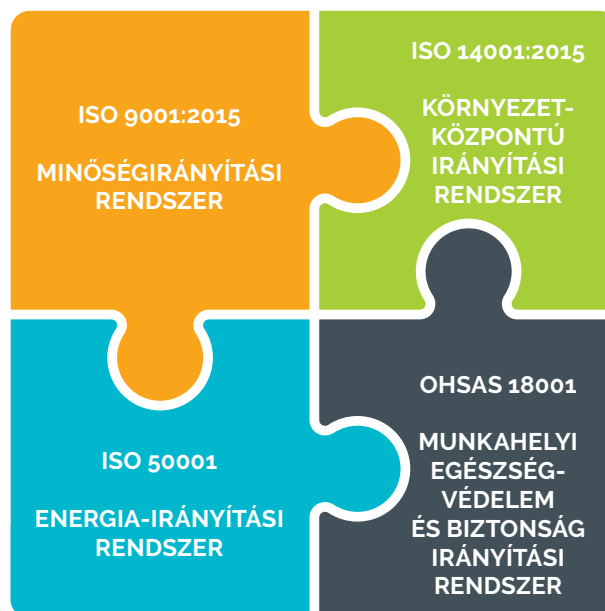 ISO 9001:2015
MINŐSÉGIRÁNYÍTÁSI
RENDSZER
ISO 14001:2015
KÖRNYEZET-
KÖZPONTÚ
IRÁNYÍTÁSI
RENDSZER
ISO 50001
ENERGIA-IRÁNYÍTÁSI
RENDSZER
OHSAS 18001
MUNKAHELYI
EGÉSZSÉG-
VÉDELEM
ÉS BIZTONSÁG
IRÁNYÍTÁSI
RENDSZER